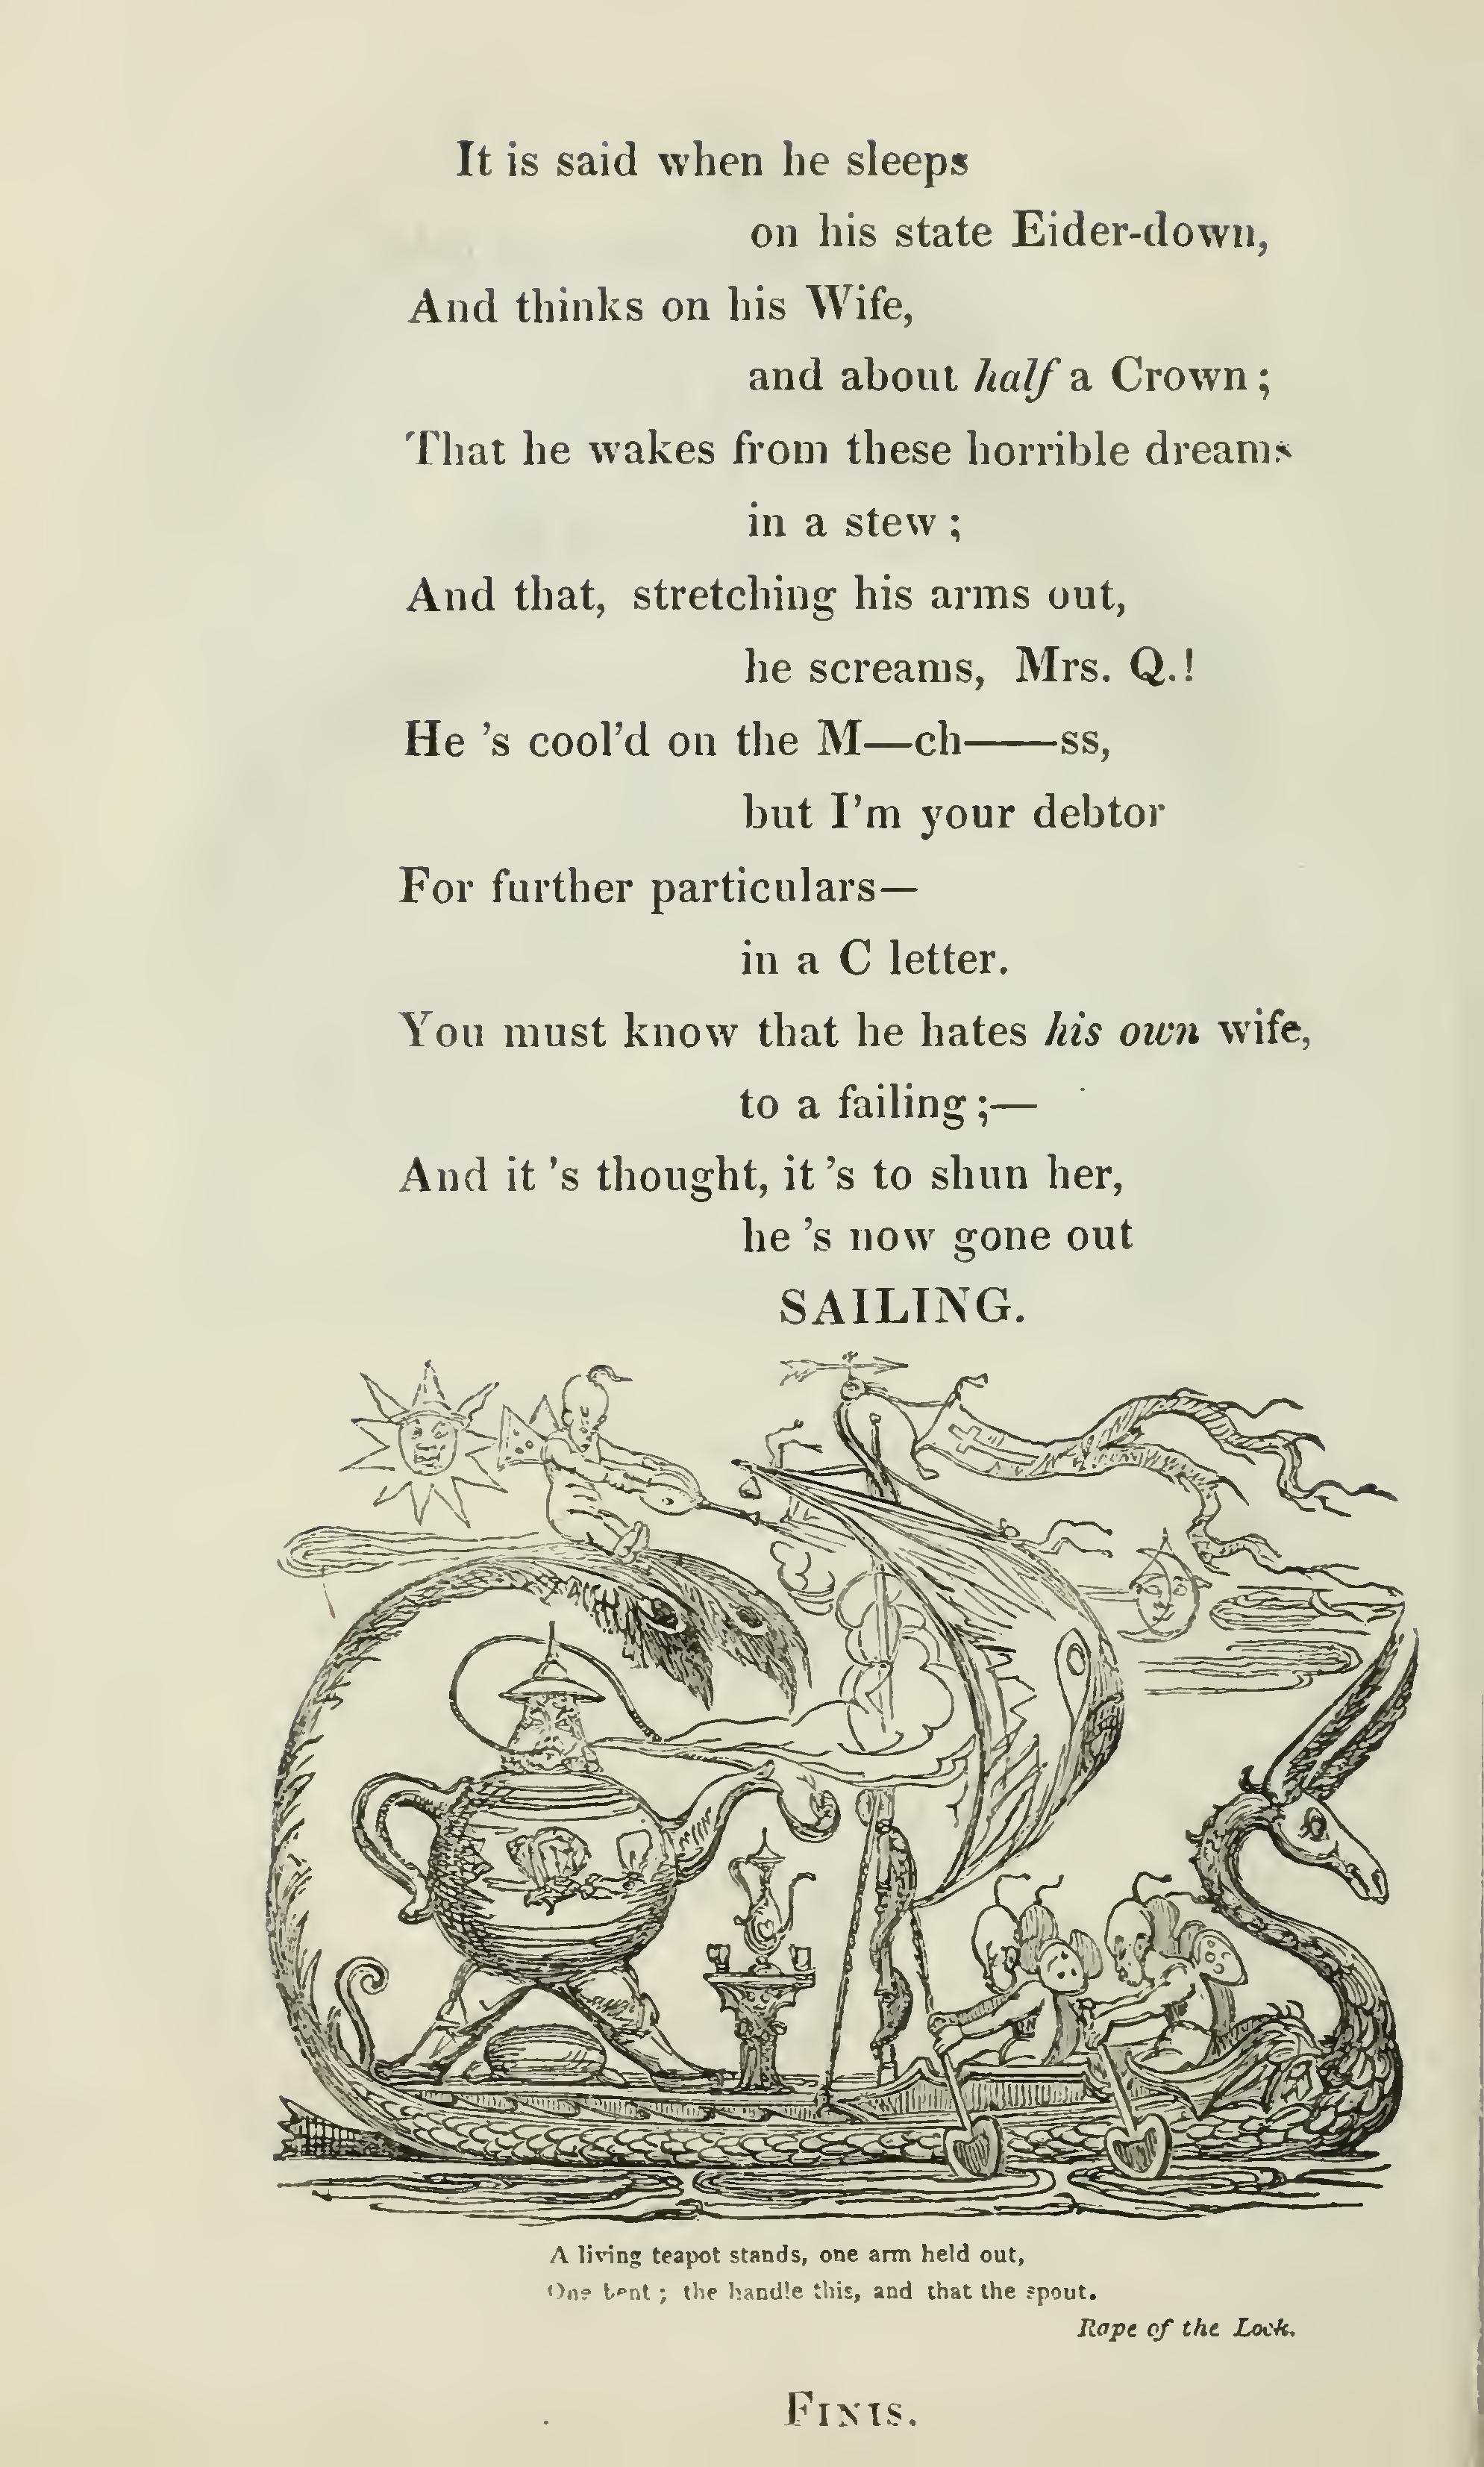 It is said when he sleeps
on his state Eider-down,
And thinks on his Wife,
and about half a Crown ;
That he wakes from these horrible dreams
in a stew ;
And that, stretching his arms out,
he screams, Mrs. Q.!
He 's cool'd on the M—ch——ss,
but I'm your debtor
For further particulars—
in a C letter.
You must know that he hates his own wife,
to a failing ;—
And it 's thought, it 's to shun her,
he 's now gone out
SAILING.
A living teapot stands, one arm held out,
One bent ; the handle this, and that the spout.
Rape of the Lock.
FINIS.